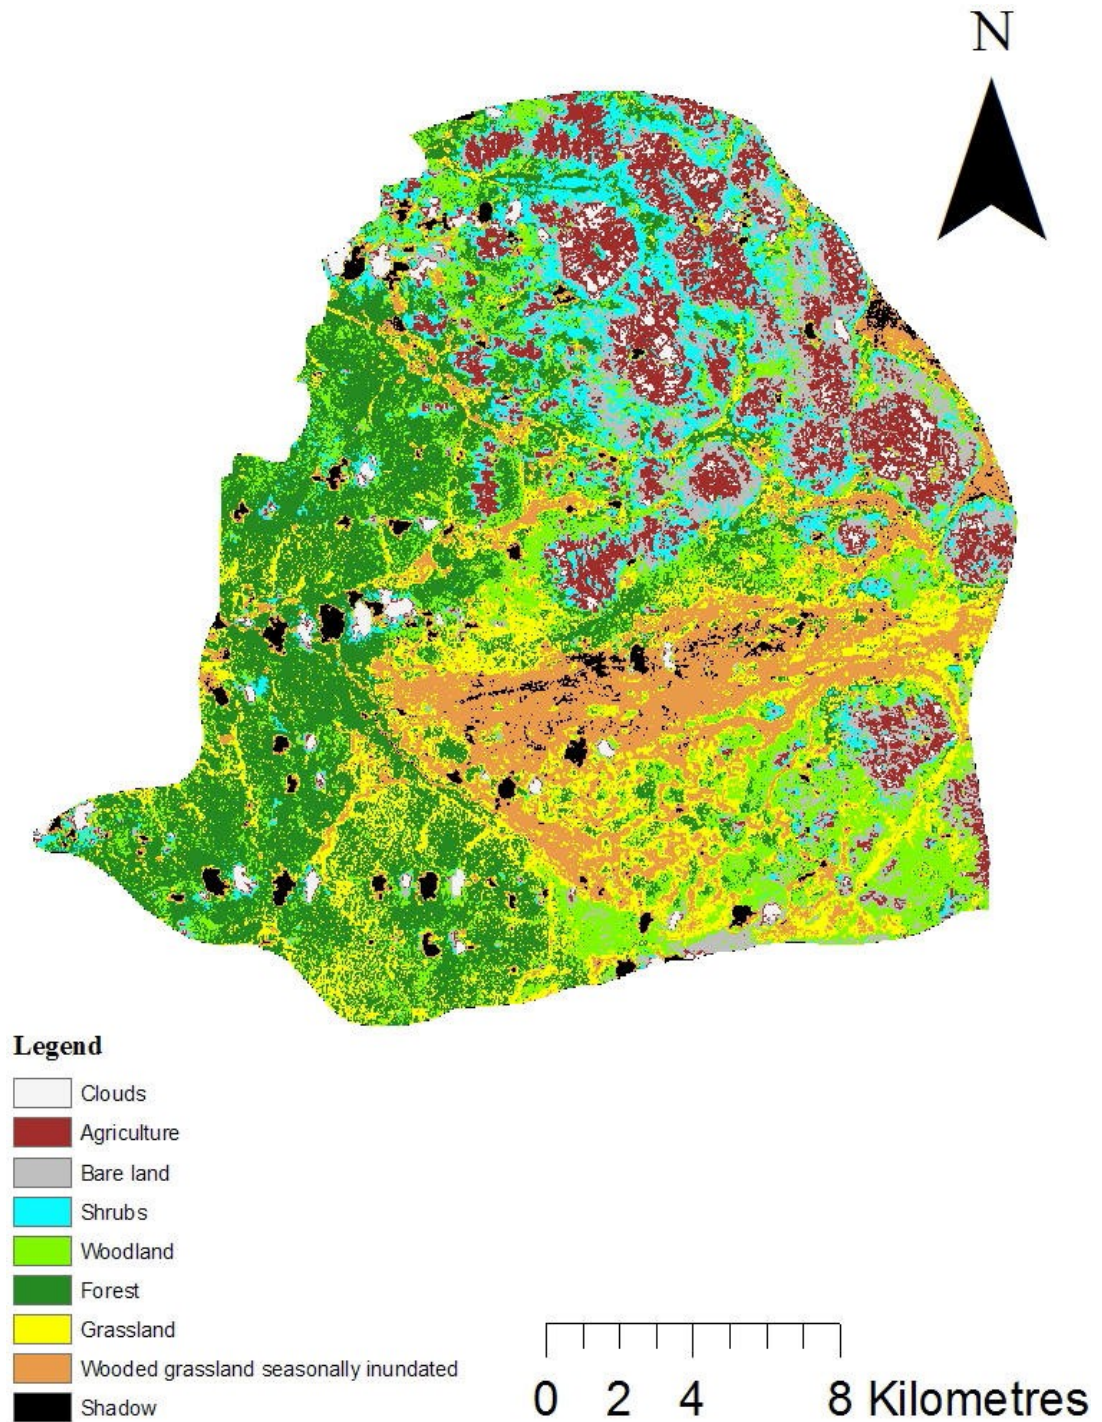 N
Legend
Clouds
Agriculture
Bare land
Shrubs
Woodland
Forest
Grassland
Wooded grassland seasonally inundated
Shadow
0 2 4 8 Kilometres